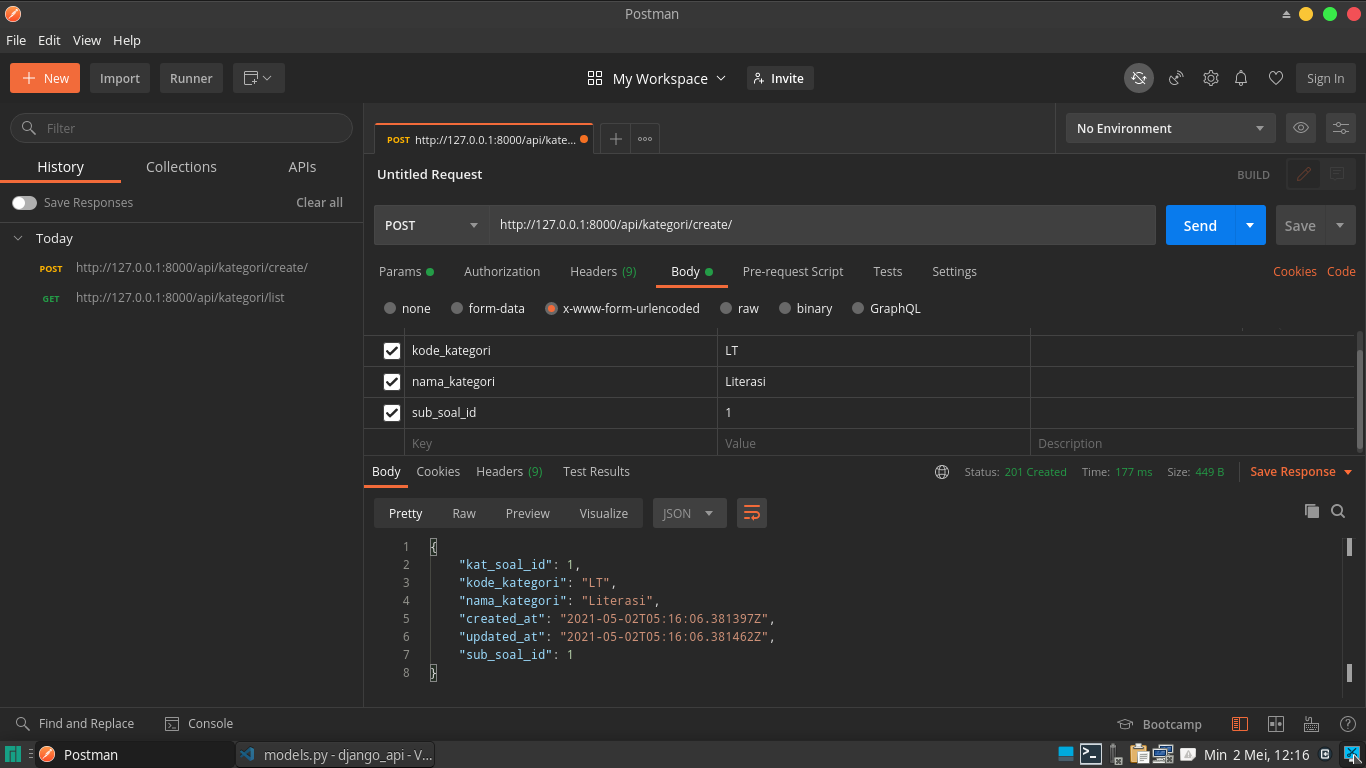 Postman
File Edit View Help
New Import Runner My Workspace Invite Sign In
Filter
History Collections APIs
Save Responses Clear all
Today
POST http://127.0.0.1:8000/api/kategori/create/
GET http://127.0.0.1:8000/api/kategori/list
POST http://127.0.0.1:8000/api/kate... No Environment
Untitled Request BUILD
POST http://127.0.0.1:8000/api/kategori/create/ Send Save
Params Authorization Headers (9) Body Pre-request Script Tests Settings Cookies Code
none form-data x-www-form-urlencoded raw binary GraphQL
kode_kategori LT
nama_kategori Literasi
sub_soal_id 1
Key Value Description
Body Cookies Headers (9) Test Results Status: 201 Created Time: 177 ms Size: 449 B Save Response
Pretty Raw Preview Visualize JSON
1 {
2 "kat_soal_id": 1,
3 "kode_kategori": "LT",
4 "nama_kategori": "Literasi",
5 "created_at": "2021-05-02T05:16:06.381397Z",
6 "updated_at": "2021-05-02T05:16:06.381462Z",
7 "sub_soal_id": 1
8 }
Find and Replace Console Bootcamp
Postman models.py - django_api - V... Min 2 Mei, 12:16